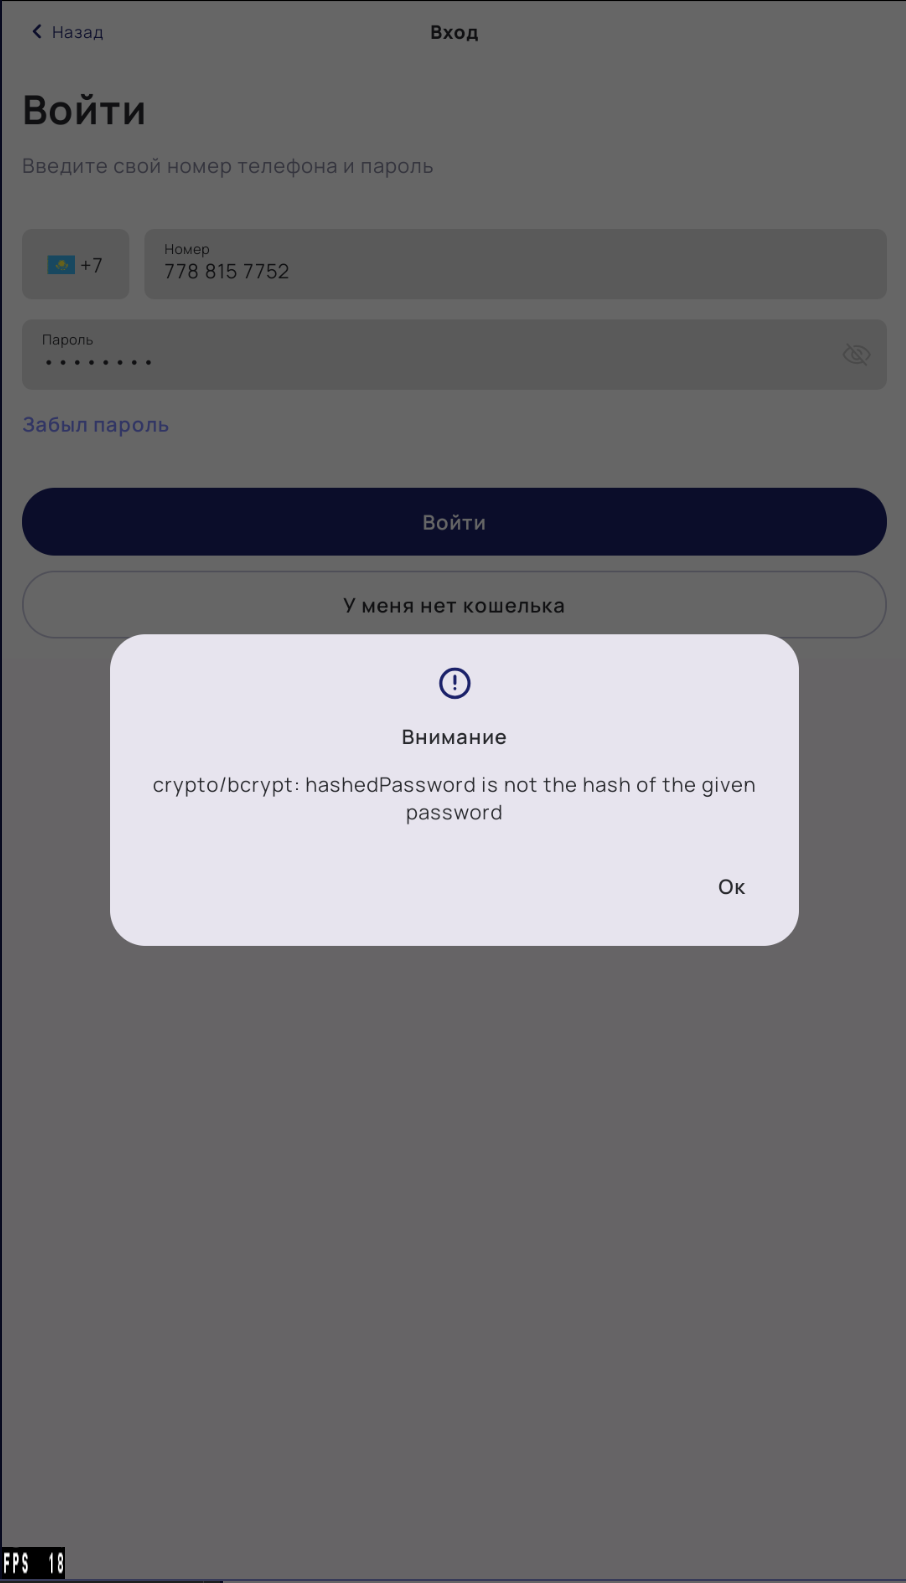 Назад
Вход
Войти
Введите свой номер телефона и пароль
+7
Номер
778 815 7752
Пароль
••••••••
Забыл пароль
Войти
У меня нет кошелька
Внимание
crypto/bcrypt: hashedPassword is not the hash of the given
password
Ок
FPS 18